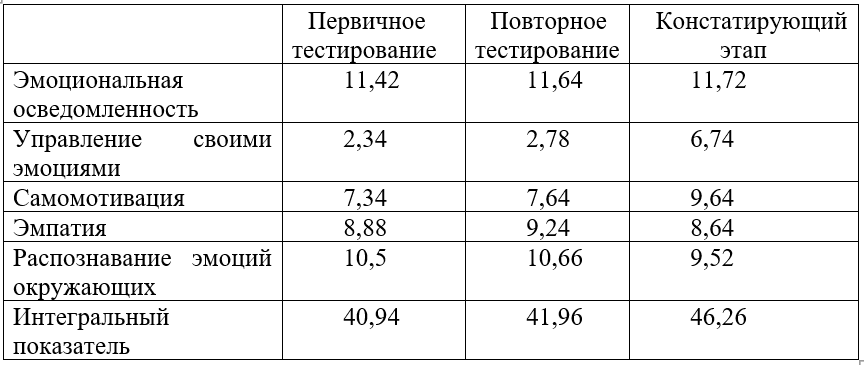 Первичное Повторное Констатирующий
тестирование тестирование этап
Эмоциональная 11,42 11,64 11,72
осведомленность
Управление своими 2,34 2,78 6,74
эмоциями
Самомотивация 7,34 7,64 9,64
Эмпатия 8,88 9,24 8,64
Распознавание эмоций 10,5 10,66 9,52
окружающих
Интегральный 40,94 41,96 46,26
показатель